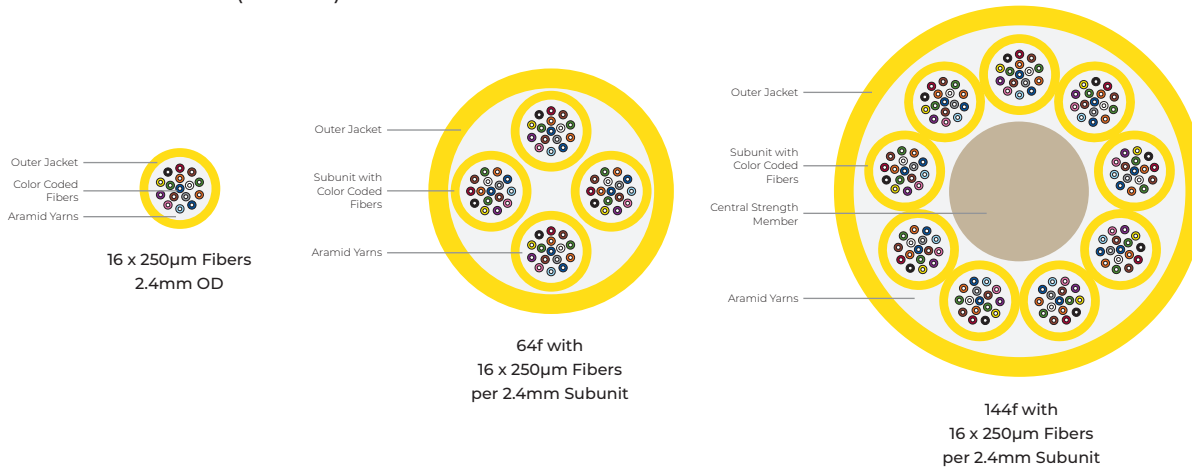 Outer Jacket
Color Coded
Fibers
Aramid Yarns
16 x 250µm Fibers
2.4mm OD
Outer Jacket
Subunit with
Color Coded
Fibers
Aramid Yarns
64f with
16 x 250µm Fibers
per 2.4mm Subunit
Outer Jacket
Subunit with
Color Coded
Fibers
Central Strength
Member
Aramid Yarns
144f with
16 x 250µm Fibers
per 2.4mm Subunit